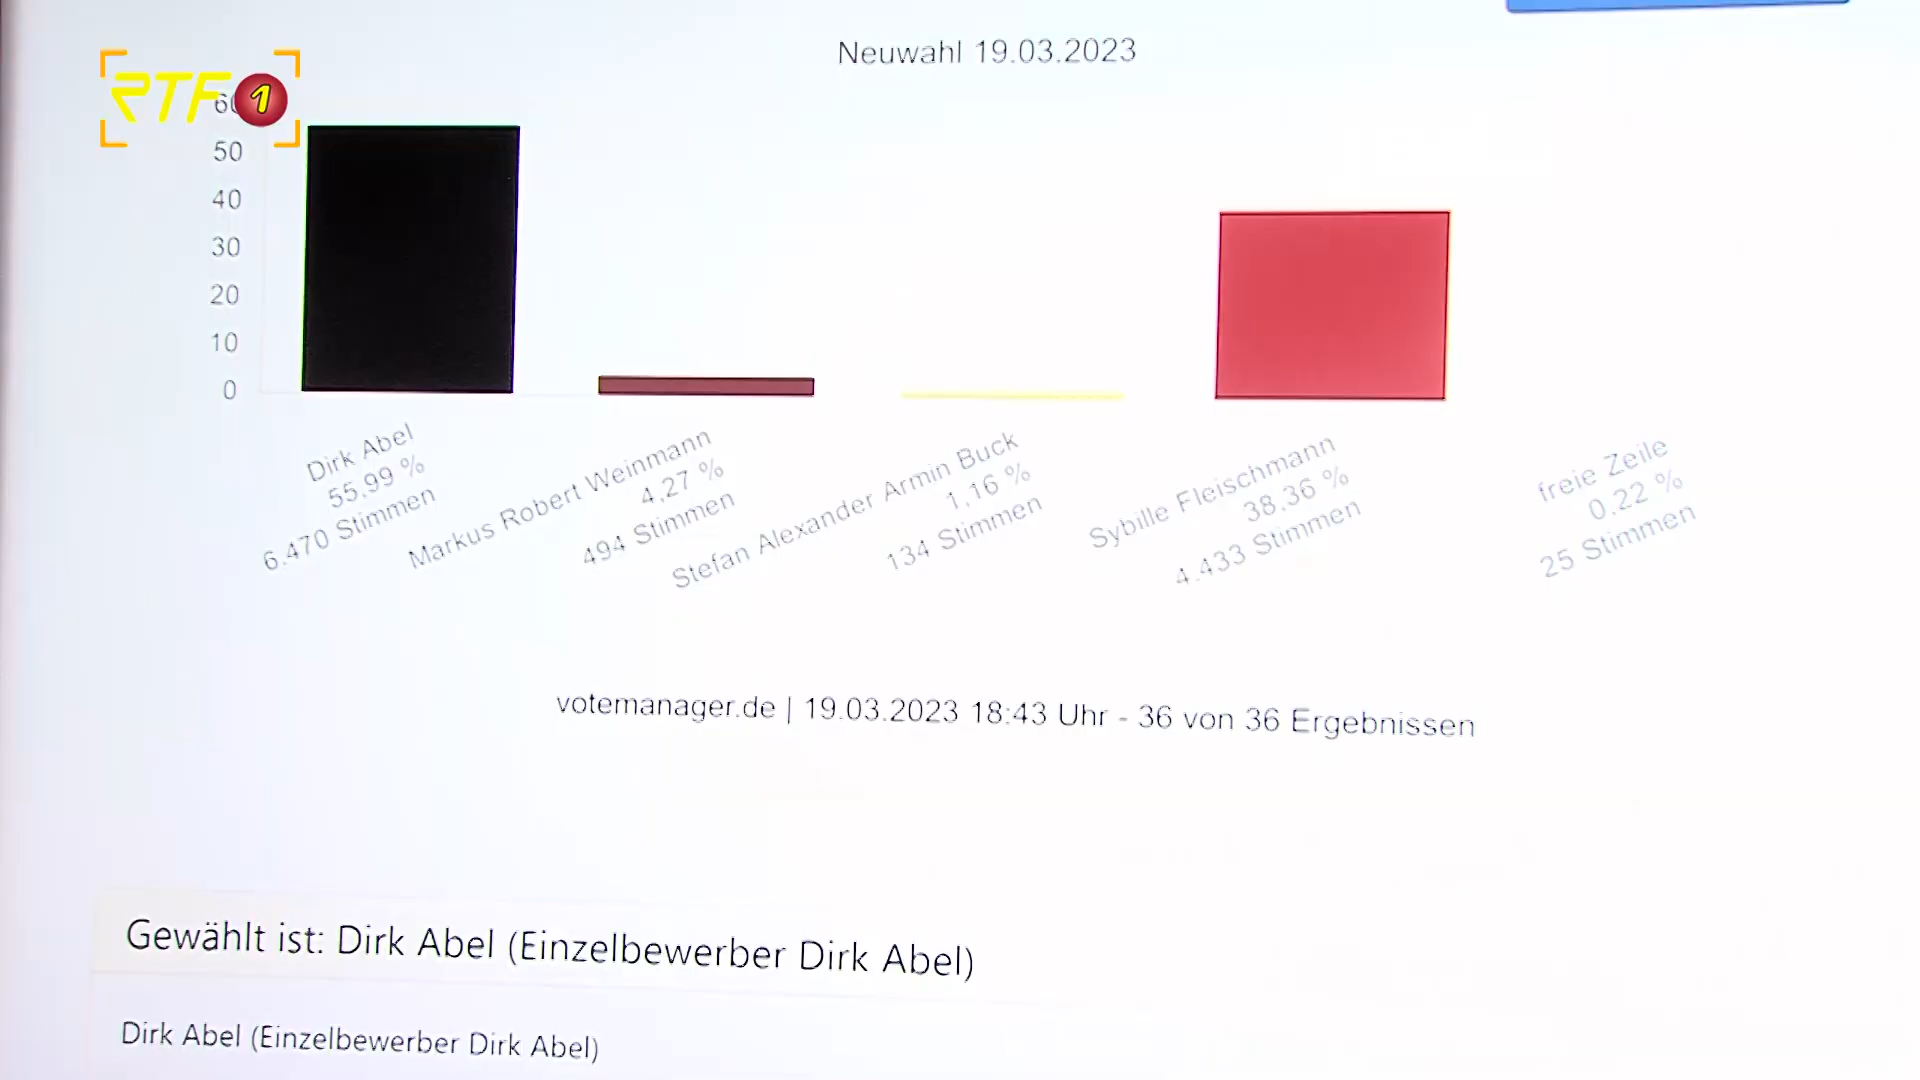 Neuwahl 19.03.2023
RTF 1
60
50
40
30
20
10
0
Dirk Abel
55,99 %
6.470 Stimmen
Markus Robert Weinmann
4,27 %
494 Stimmen
Stefan Alexander Armin Buck
1,16 %
134 Stimmen
Sybille Fleischmann
38,36 %
4.433 Stimmen
freie Zeile
0,22 %
25 Stimmen
votemanager.de | 19.03.2023 18:43 Uhr - 36 von 36 Ergebnissen
Gewählt ist: Dirk Abel (Einzelbewerber Dirk Abel)
Dirk Abel (Einzelbewerber Dirk Abel)